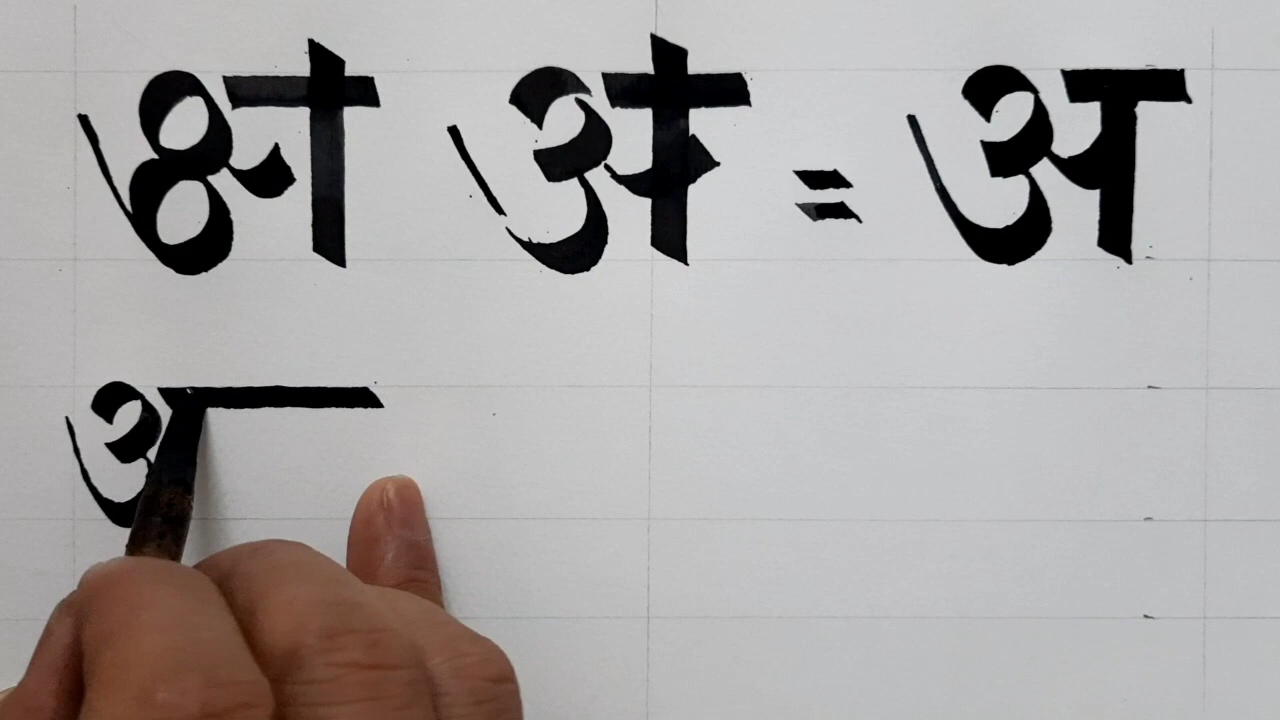 अ अ = अ